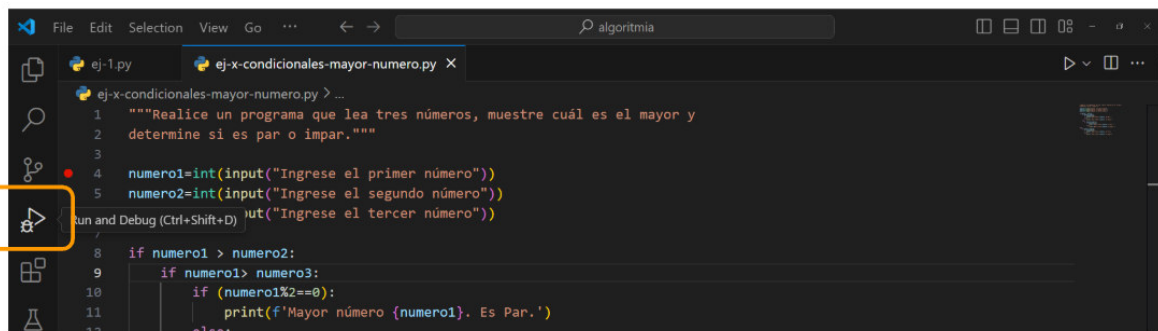 File Edit Selection View Go ··· algoritmia
ej-1.py ej-x-condicionales-mayor-numero.py
ej-x-condicionales-mayor-numero.py > ...
1 """Realice un programa que lea tres números, muestre cuál es el mayor y
2 determine si es par o impar."""
3
4 numero1=int(input("Ingrese el primer número"))
5 numero2=int(input("Ingrese el segundo número"))
Run and Debug (Ctrl+Shift+D) ut("Ingrese el tercer número"))
7
8 if numero1 > numero2:
9 if numero1> numero3:
10 if (numero1%2==0):
11 print(f'Mayor número {numero1}. Es Par.')
12 else: